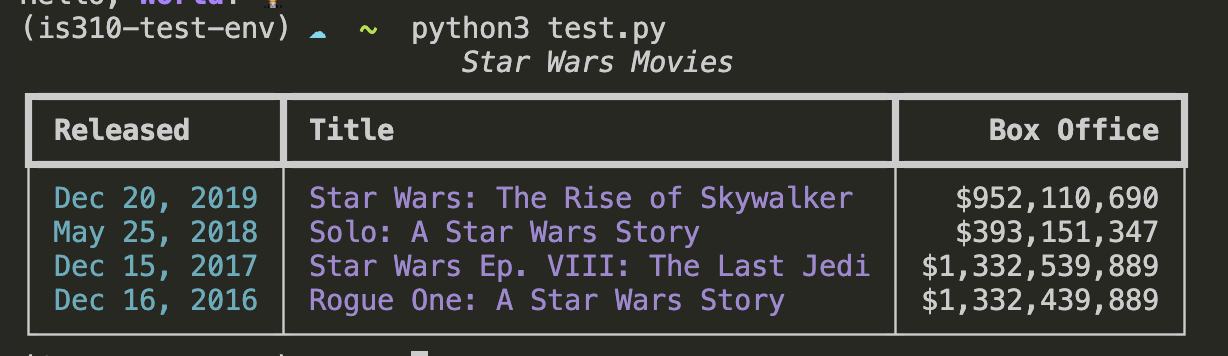 Hello, World!
(is310-test-env) ☁ ~ python3 test.py
Star Wars Movies
Released Title Box Office
Dec 20, 2019 Star Wars: The Rise of Skywalker $952,110,690
May 25, 2018 Solo: A Star Wars Story $393,151,347
Dec 15, 2017 Star Wars Ep. VIII: The Last Jedi $1,332,539,889
Dec 16, 2016 Rogue One: A Star Wars Story $1,332,439,889